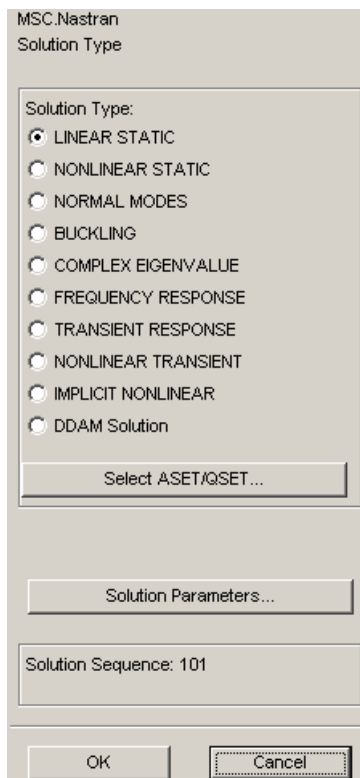 MSC.Nastran
Solution Type
Solution Type:
LINEAR STATIC
NONLINEAR STATIC
NORMAL MODES
BUCKLING
COMPLEX EIGENVALUE
FREQUENCY RESPONSE
TRANSIENT RESPONSE
NONLINEAR TRANSIENT
IMPLICIT NONLINEAR
DDAM Solution
Select ASET/QSET...
Solution Parameters...
Solution Sequence: 101
OK
Cancel